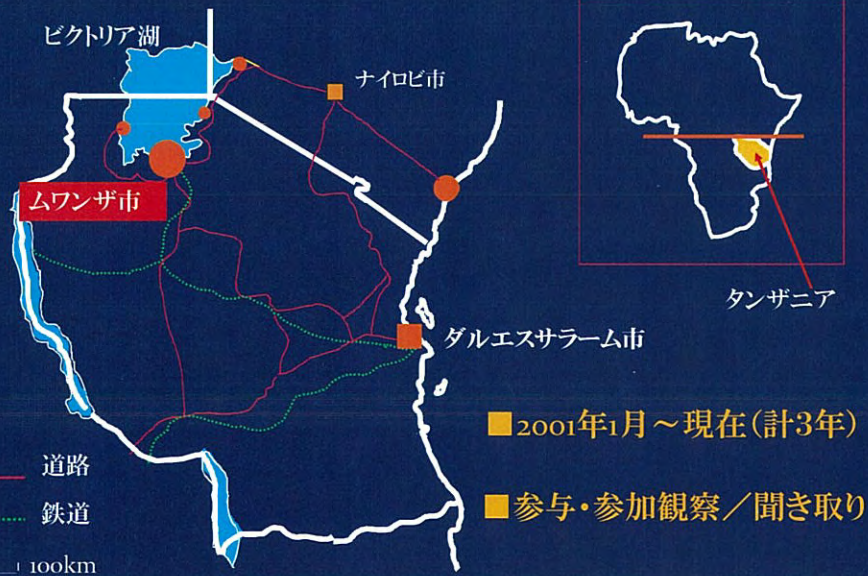 ビクトリア湖
ナイロビ市
ムワンザ市
タンザニア
ダルエスサラーム市
■2001年1月～現在(計3年)
道路
■参与・参加観察／聞き取り
鉄道
100km